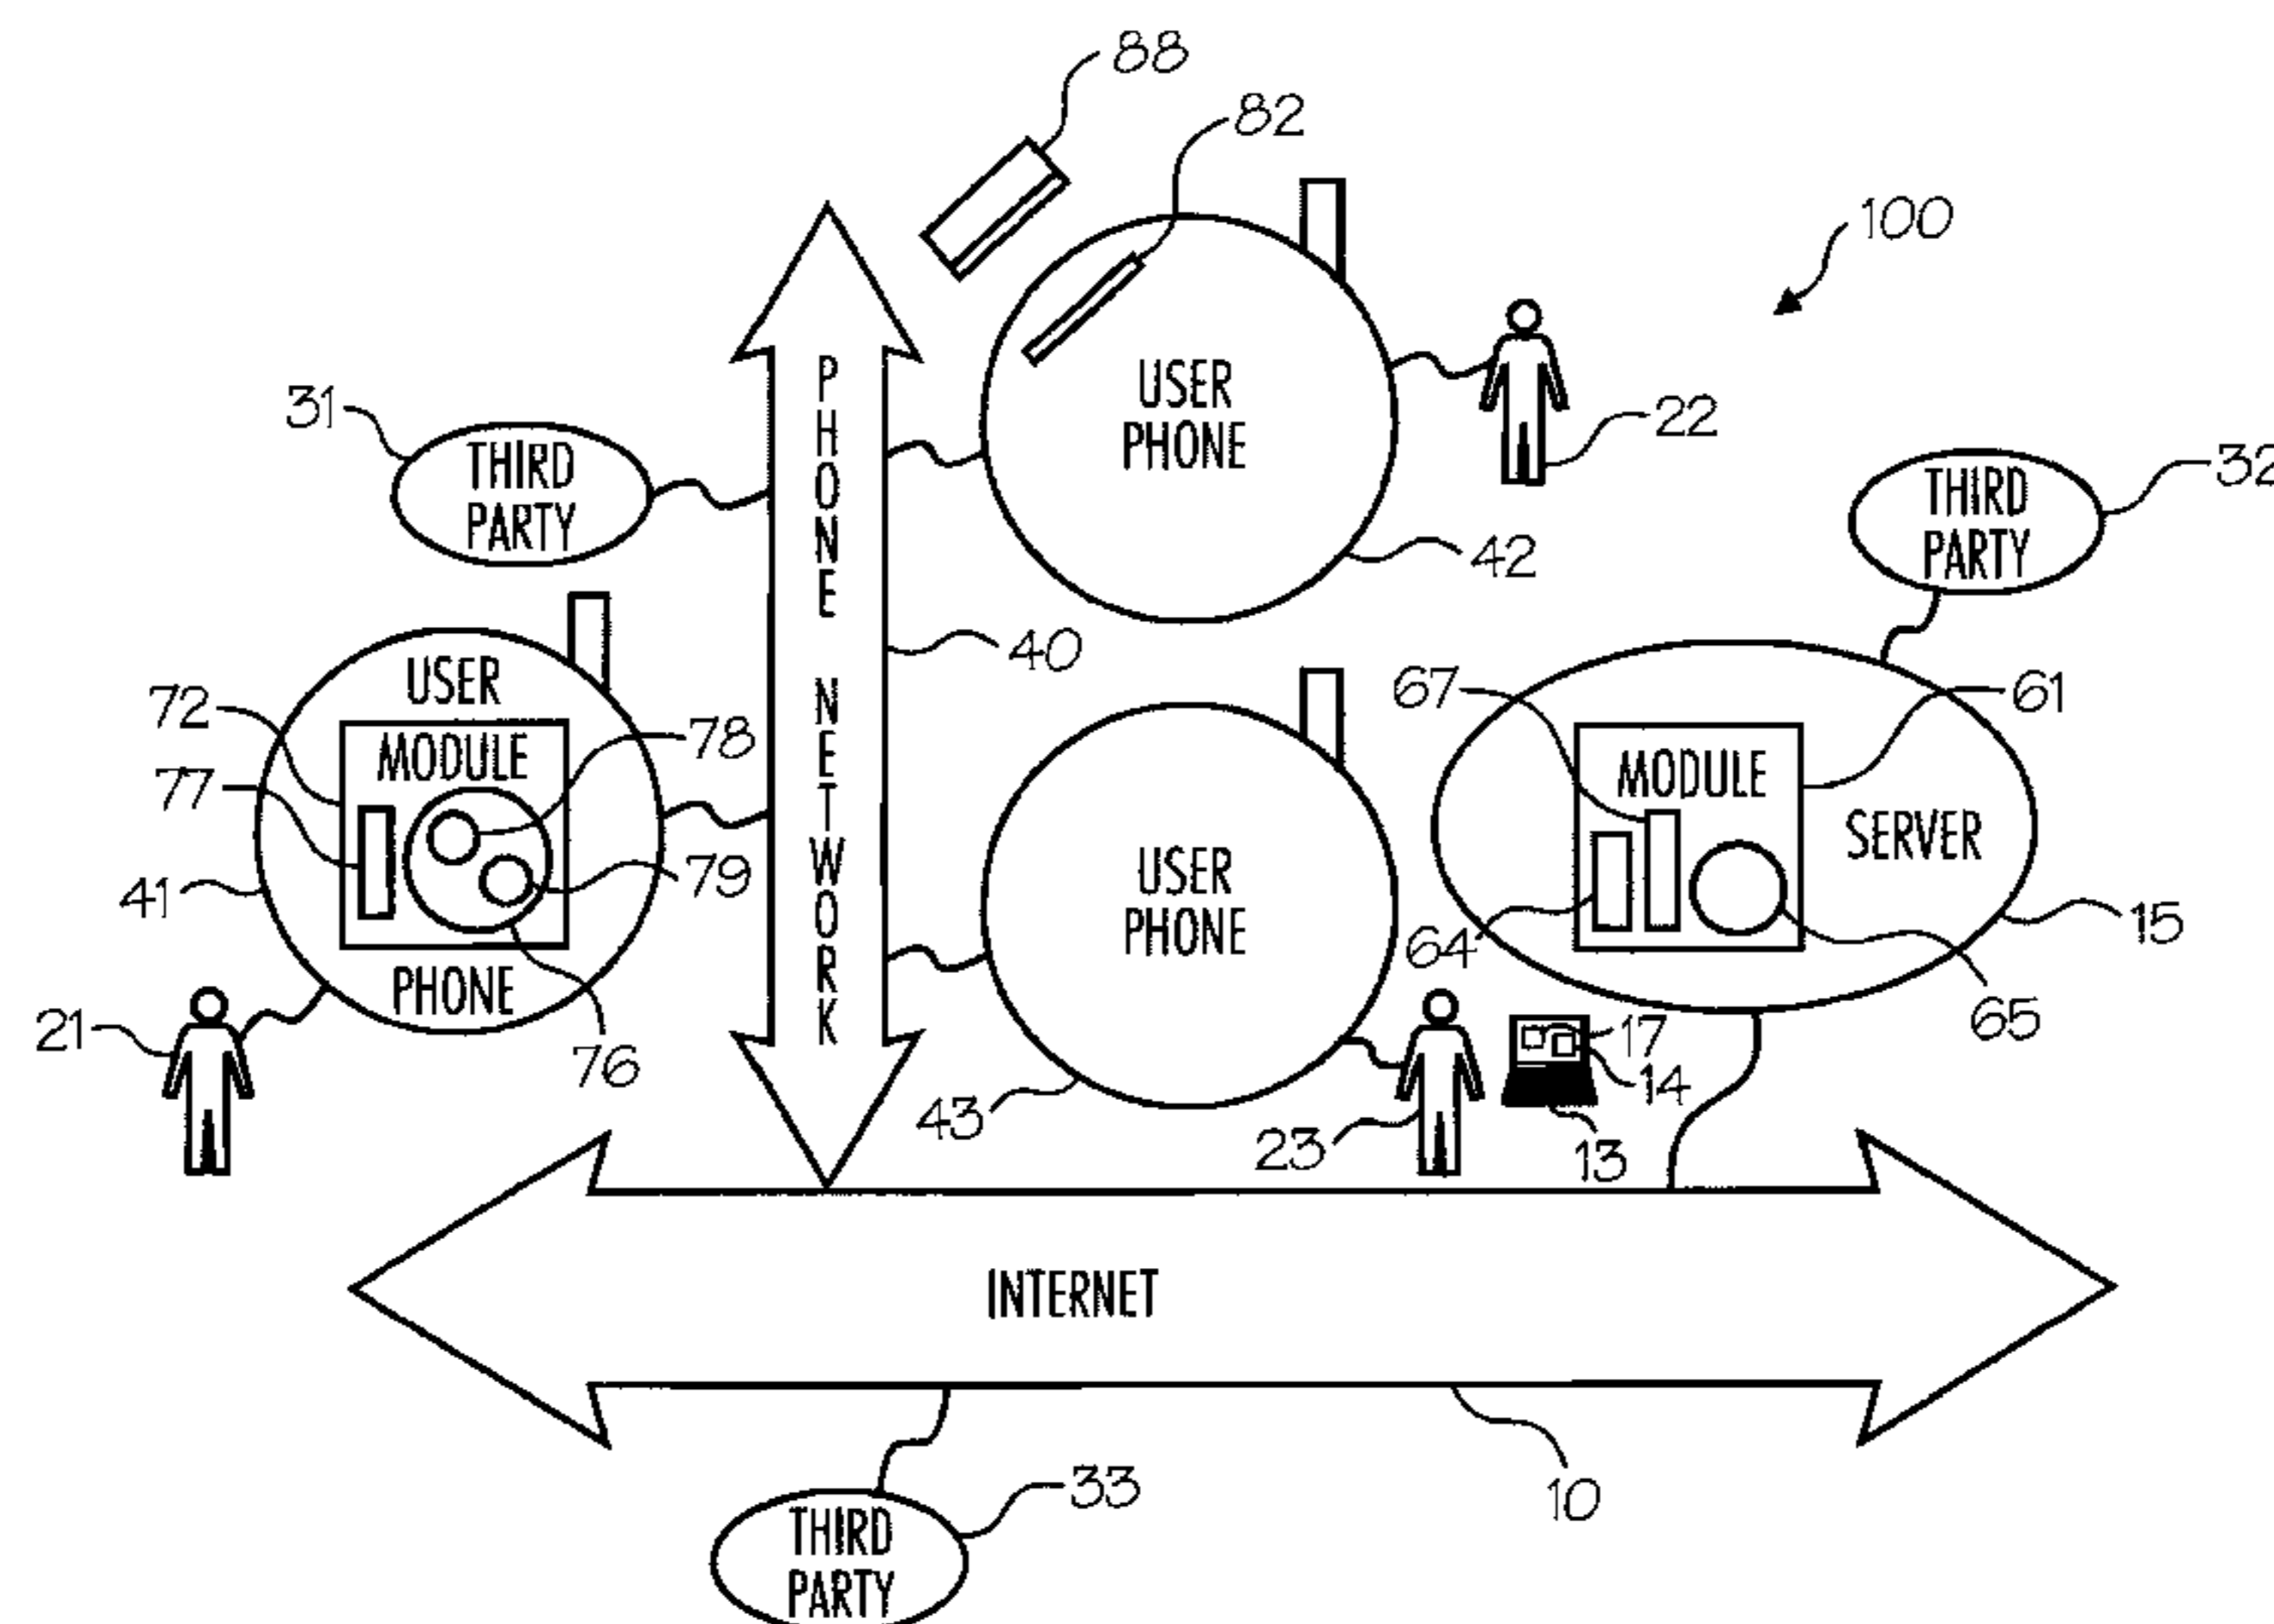 88
82
100
31
THIRD
PARTY
USER
PHONE
22
THIRD
PARTY
32
42
PHONE NETWORK
40
USER
MODULE
PHONE
72
77
78
79
41
76
21
USER
PHONE
43
23
67
61
MODULE
SERVER
64
65
15
17
14
13
INTERNET
10
THIRD
PARTY
33